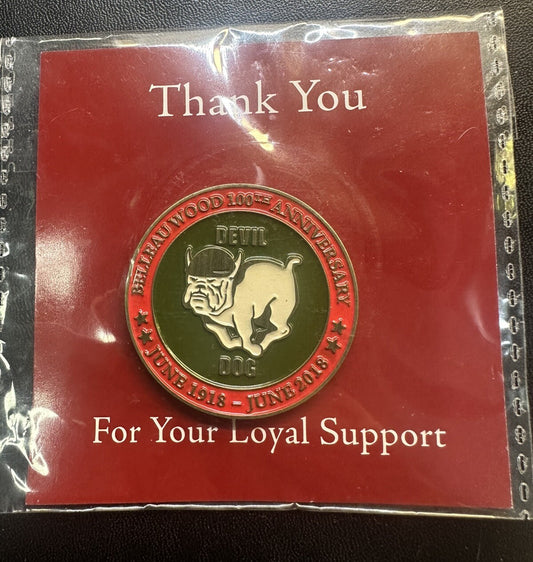 Thank You
BELLEAU WOOD 100TH ANNIVERSARY
DEVIL
DOG
JUNE 1918 - JUNE 2018
For Your Loyal Support